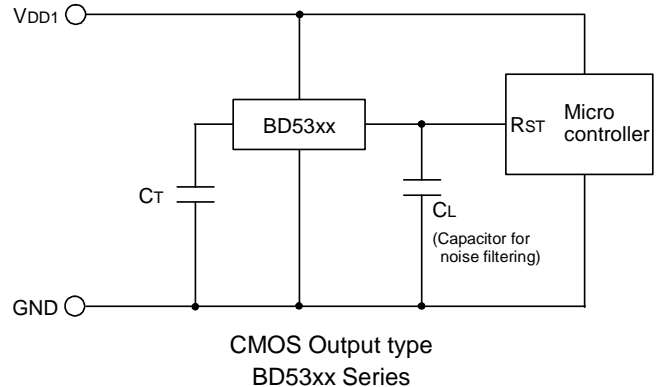 VDD1
BD53xx
RST
Micro
controller
CT
CL
(Capacitor for
noise filtering)
GND
CMOS Output type
BD53xx Series